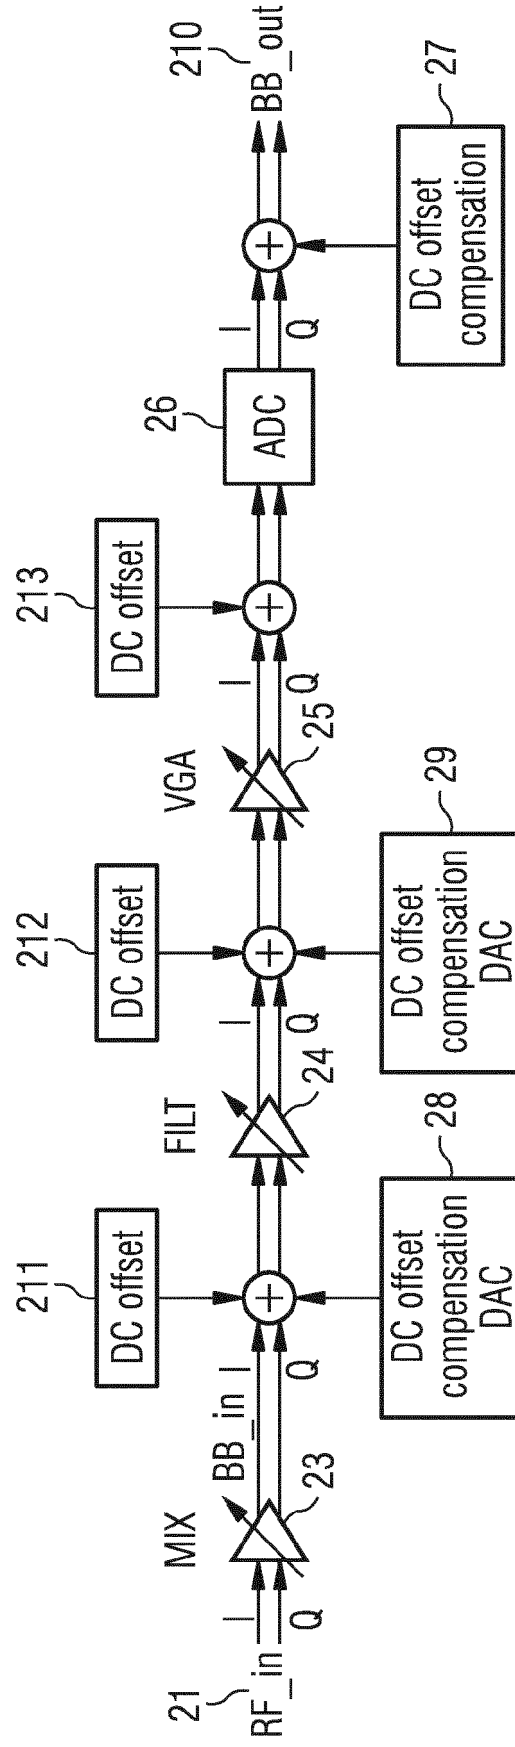 211
212
213
DC offset
DC offset
DC offset
MIX
FILT
VGA
26
210
21
RF_in
I
Q
BB_in
I
Q
I
Q
I
Q
ADC
I
Q
BB_out
23
24
25
28
29
27
DC offset
compensation
DAC
DC offset
compensation
DAC
DC offset
compensation